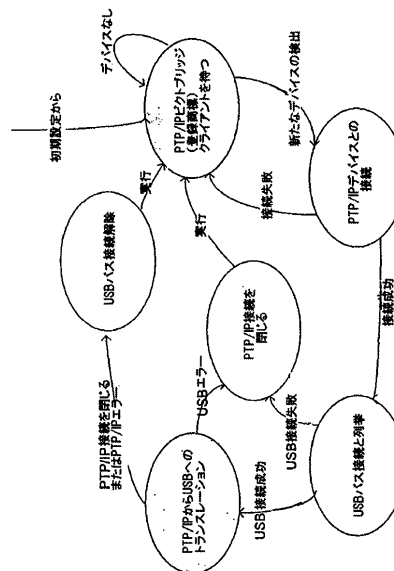 初期設定から
デバイスなし
PTP/IPピクトブリッジ
(登録商標)
クライアントを待つ
新たなデバイスの検出
PTP/IPデバイスとの
接続
接続失敗
接続成功
USBバス接続と列挙
USB接続失敗
USB接続成功
PTP/IP接続を
閉じる
実行
PTP/IPからUSBへの
トランスレーション
USBエラー
PTP/IP接続を閉じる
またはPTP/IPエラー
USBバス接続解除
実行